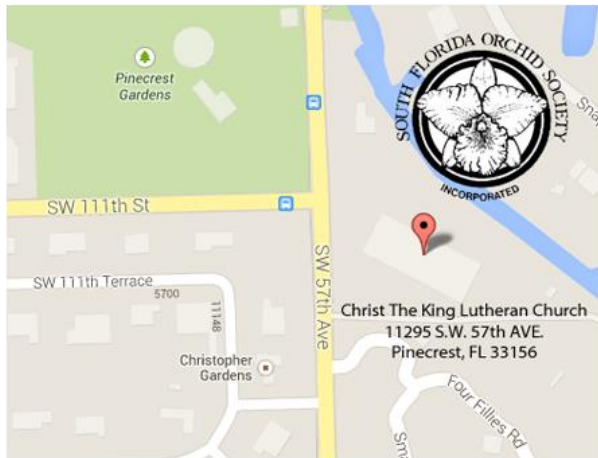 SOUTH FLORIDA ORCHID SOCIETY
INCORPORATED
Pinecrest
Gardens
SW 111th St
SW 57th Ave
SW 111th Terrace
5700
11148
Christopher
Gardens
Christ The King Lutheran Church
11295 S.W. 57th AVE.
Pinecrest, FL 33156
Four Fillies Rd